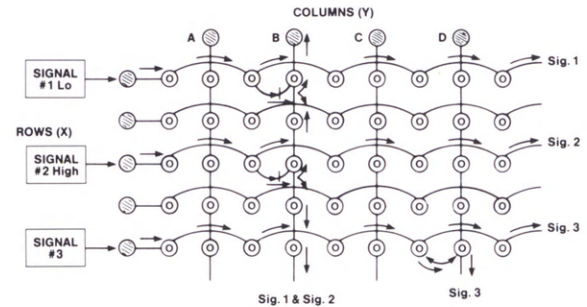 COLUMNS (Y)
A B C D
SIGNAL
#1 Lo
Sig. 1
ROWS (X)
SIGNAL
#2 High
Sig. 2
SIGNAL
#3
Sig. 3
Sig. 1 & Sig. 2
Sig. 3